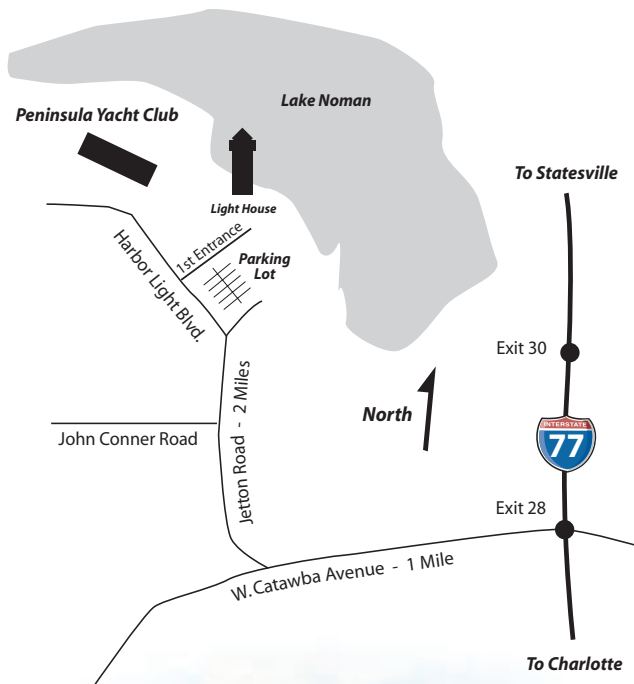 Lake Noman
Peninsula Yacht Club
To Statesville
Light House
1st Entrance
Parking
Lot
Harbor Light Blvd.
Exit 30
North
Jetton Road - 2 Miles
INTERSTATE
77
John Conner Road
Exit 28
W. Catawba Avenue - 1 Mile
To Charlotte